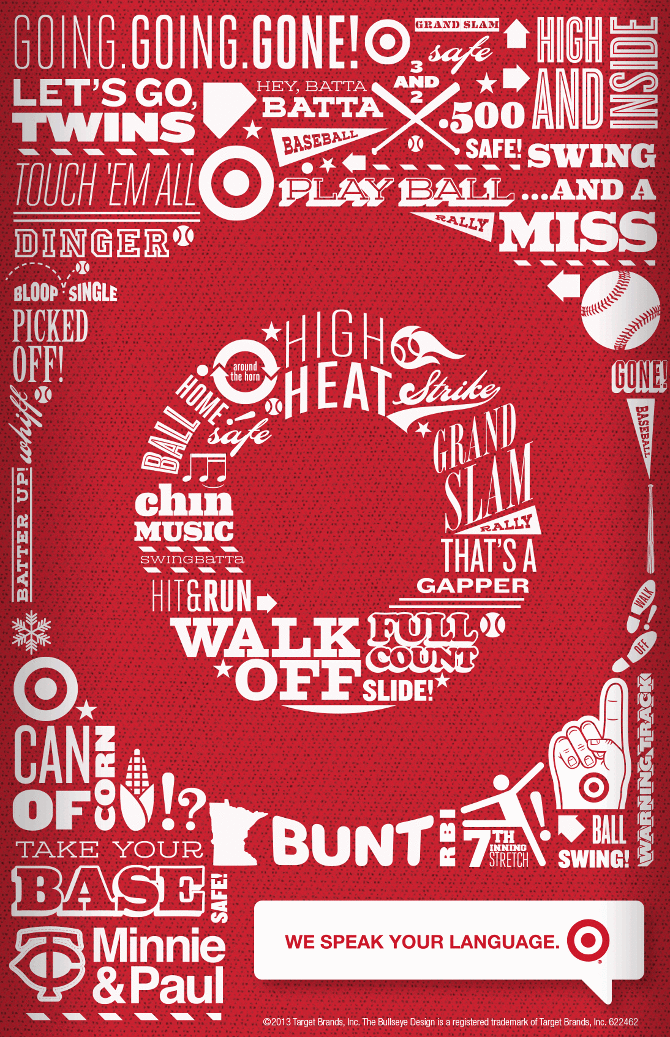 GOING.GOING.GONE!
GRAND SLAM
safe
HIGH
AND
INSIDE
LET'S GO,
TWINS
HEY, BATTA
BATTA
3
AND
2
.500
BASEBALL
SAFE!
SWING
...AND A
MISS
TOUCH 'EM ALL
PLAY BALL
RALLY
DINGER
BLOOP SINGLE
PICKED
OFF!
whiff
BATTER UP!
GONE!
BASEBALL
WALK
OFF
WARNING TRACK
HIGH
HEAT
around
the horn
Strike
HOME
BALL
safe
!
GRAND
SLAM
RALLY
chin
MUSIC
SWINGBATTA
THAT'S A
GAPPER
HIT&RUN
WALK
OFF
FULL
COUNT
SLIDE!
CAN
OF
CORN
!?
TAKE YOUR
BASE
SAFE!
BUNT
RBI
7TH
INNING
STRETCH
!
BALL
SWING!
TC
Minnie
&Paul
WE SPEAK YOUR LANGUAGE.
©2013 Target Brands, Inc. The Bullseye Design is a registered trademark of Target Brands, Inc. 622462